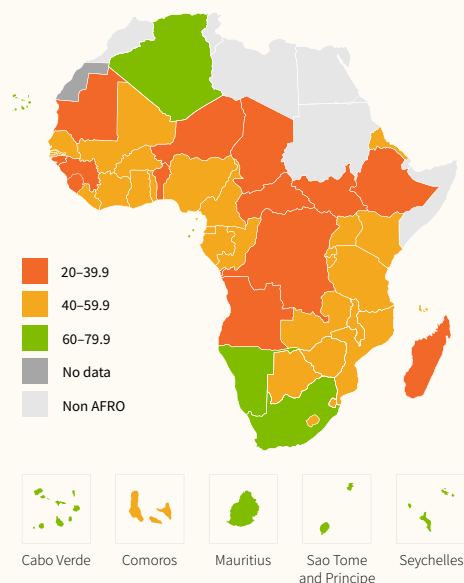 20–39.9
40–59.9
60–79.9
No data
Non AFRO
Cabo Verde
Comoros
Mauritius
Sao Tome
and Principe
Seychelles